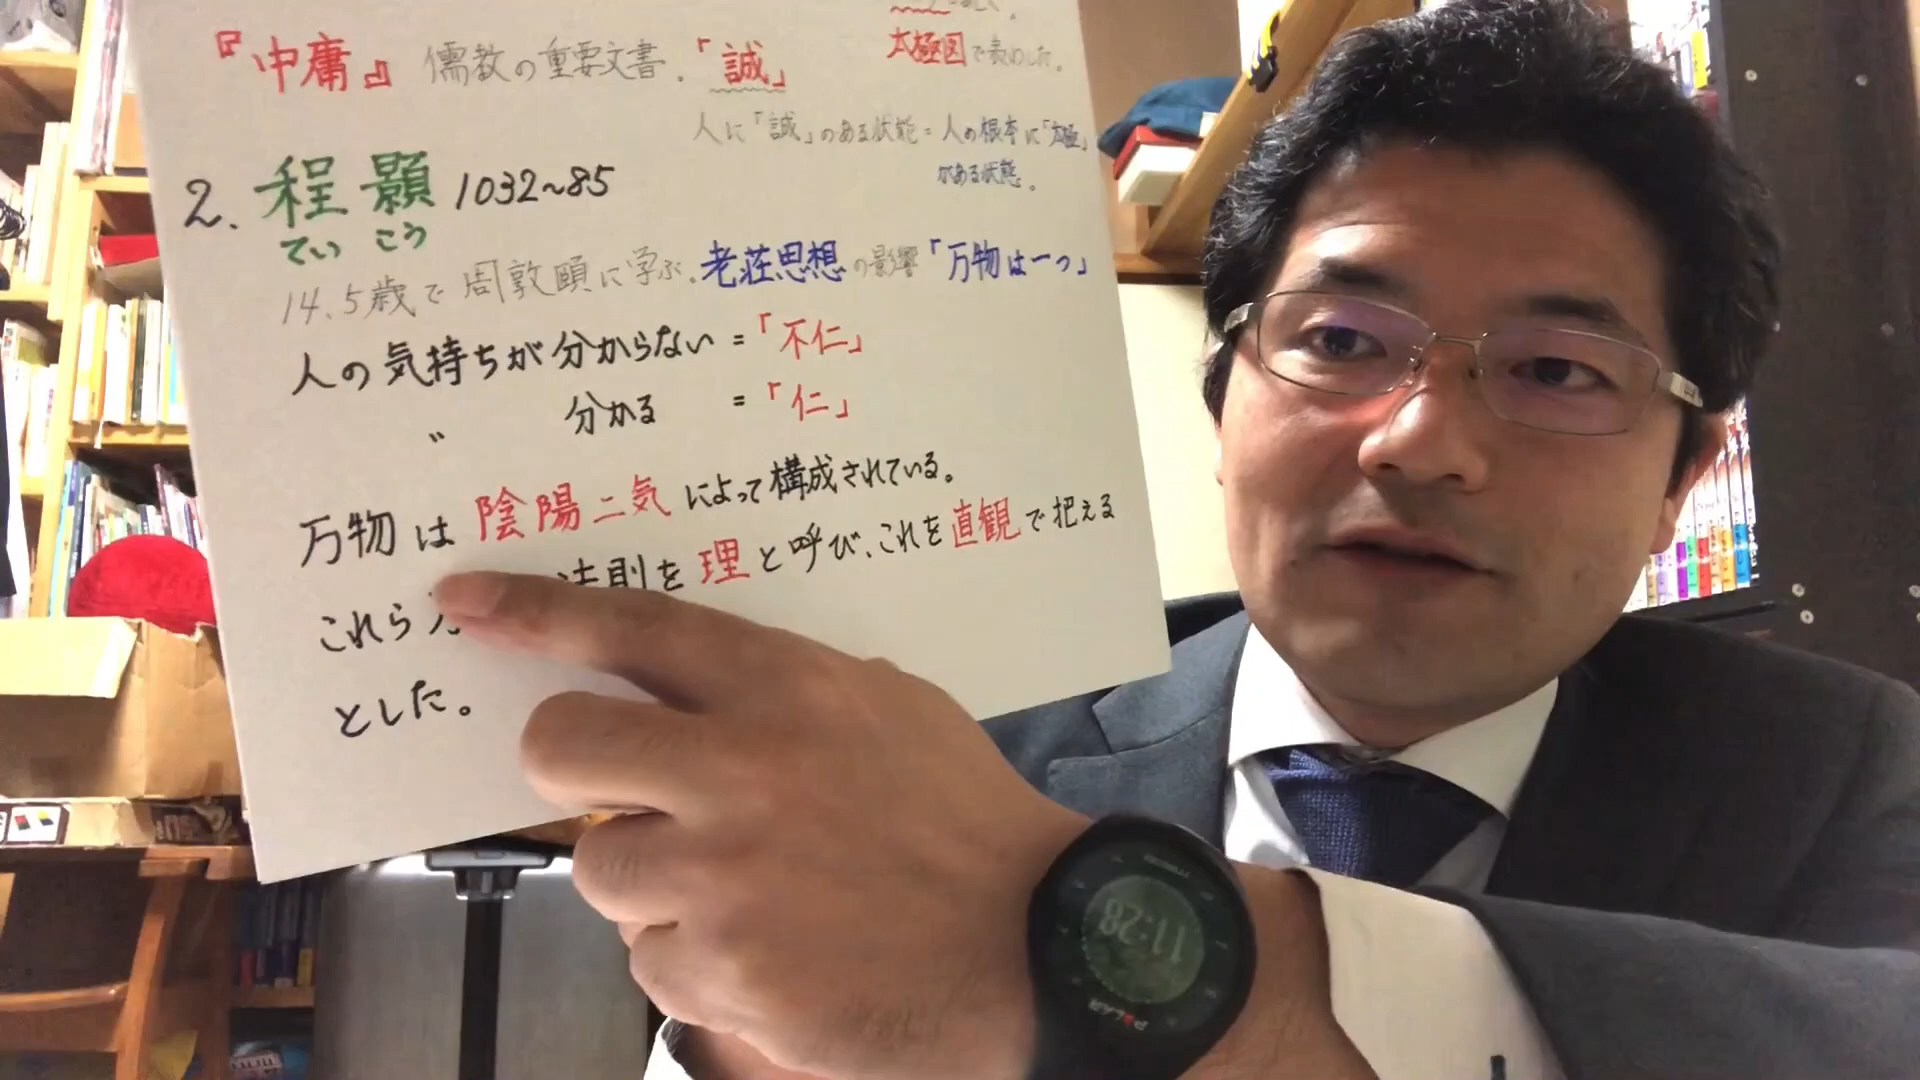 『中庸』儒教の重要文書.「誠」
太極図で表わした。
人に「誠」のある状態=人の根本に「太極」
がある状態。
2. 程顥 1032~85
てい こう
14.5歳で周敦頤に学ぶ.老荘思想の影響「万物は一つ」
人の気持ちが分からない=「不仁」
〃 分かる =「仁」
万物は陰陽二気によって構成されている。
これら 法則を理と呼び、これを直観で把える
とした。
11:28
POLAR